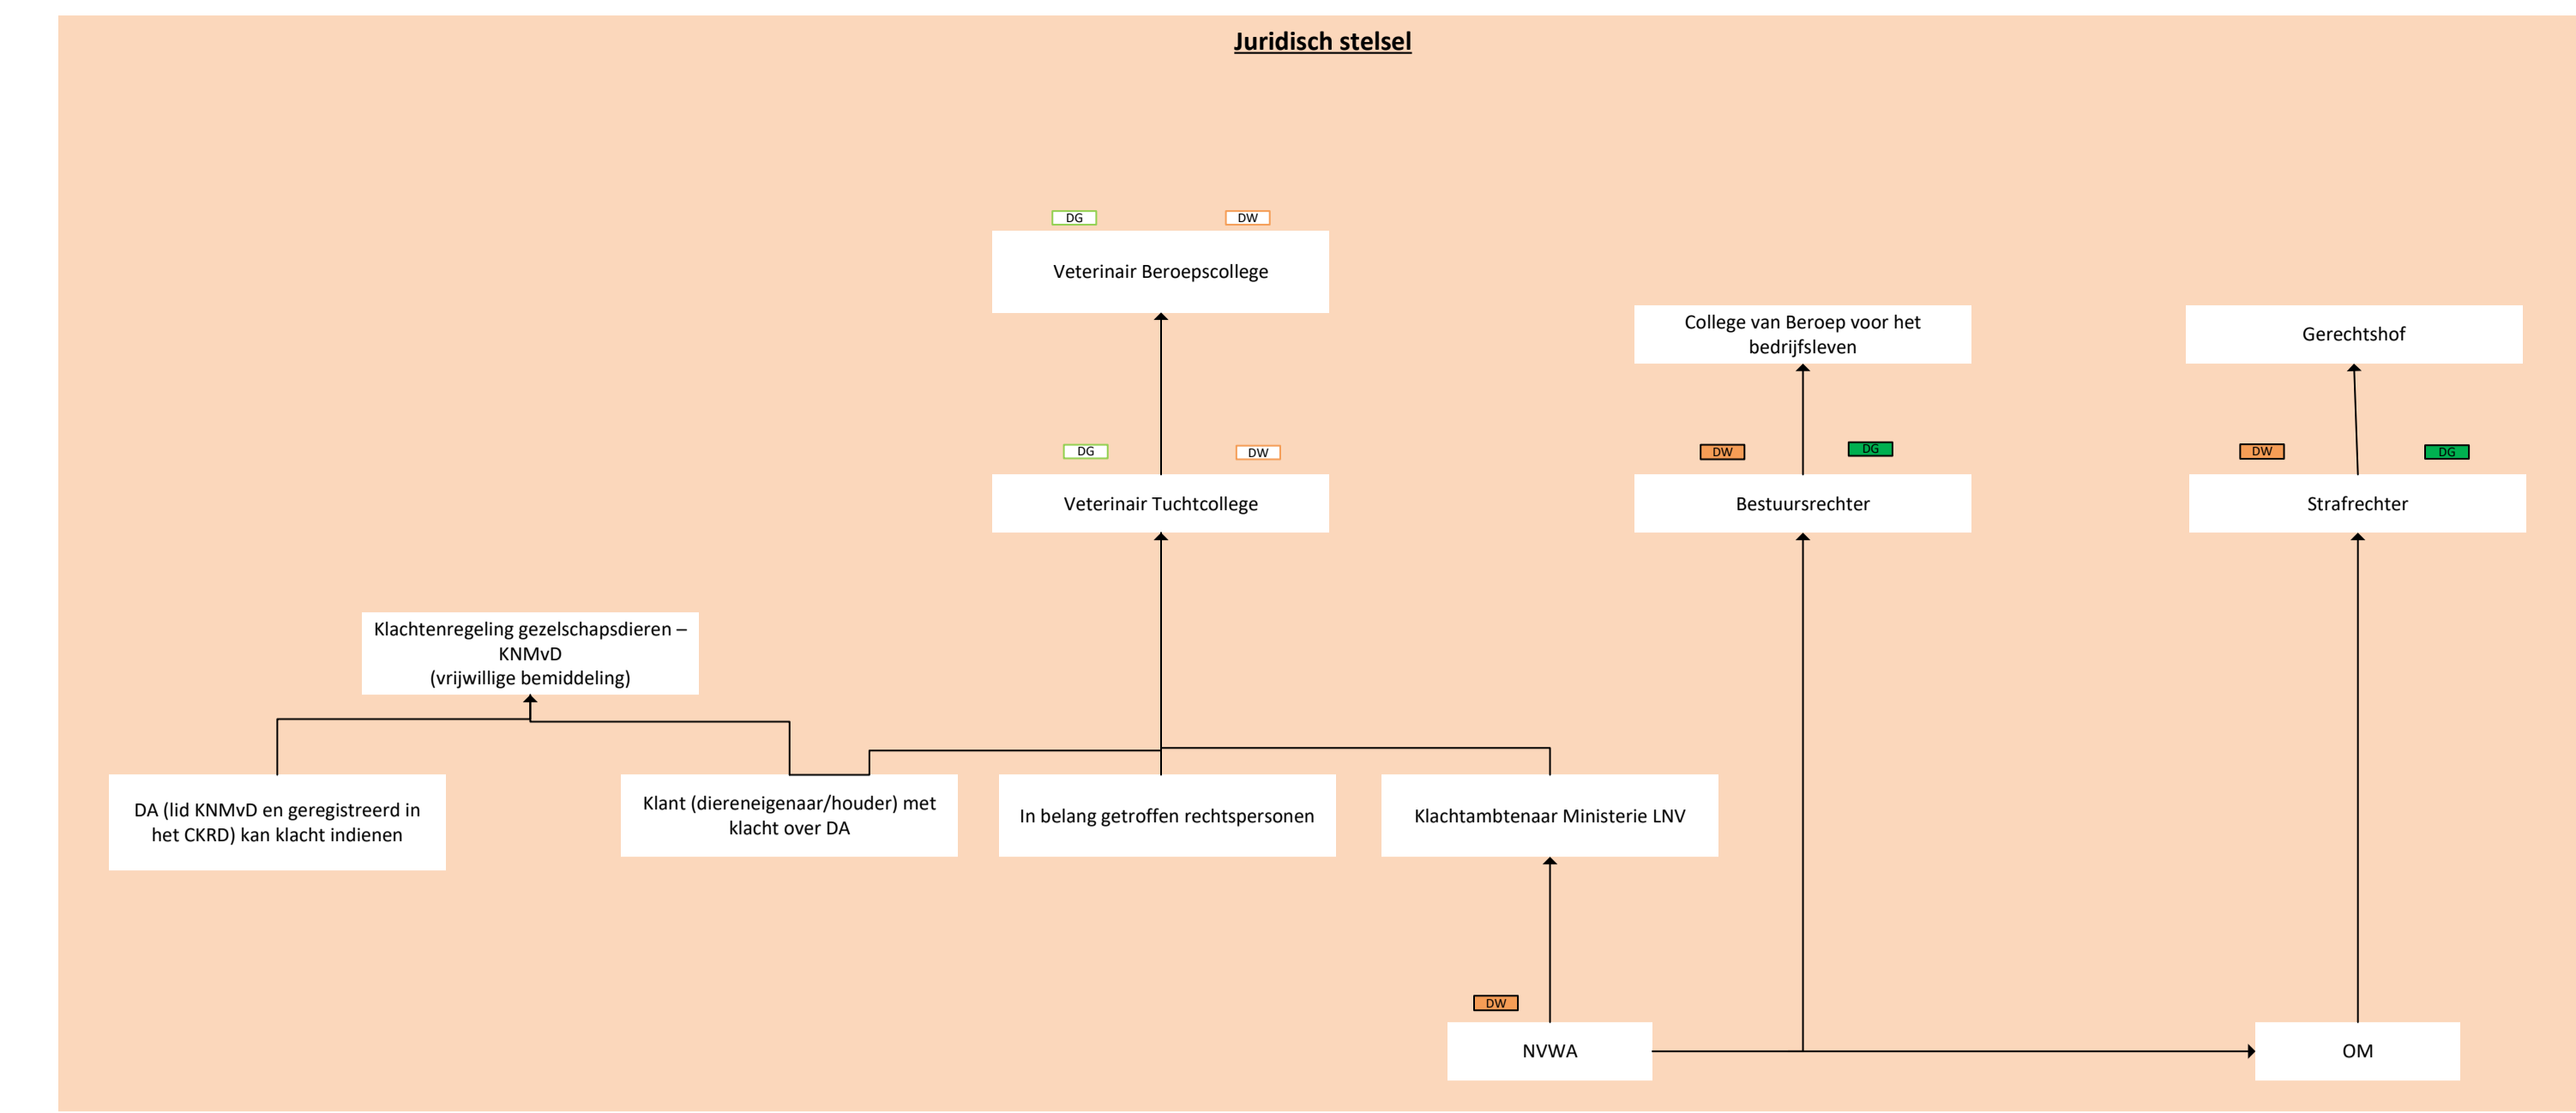 Juridisch stelsel
DG
DW
Veterinair Beroepscollege
College van Beroep voor het
bedrijfsleven
Gerechtshof
DG
DW
DW
DG
DW
DG
Veterinair Tuchtcollege
Bestuursrechter
Strafrechter
Klachtenregeling gezelschapsdieren –
KNMvD
(vrijwillige bemiddeling)
DA (lid KNMvD en geregistreerd in
het CKRD) kan klacht indienen
Klant (diereneigenaar/houder) met
klacht over DA
In belang getroffen rechtspersonen
Klachtambtenaar Ministerie LNV
DW
NVWA
OM